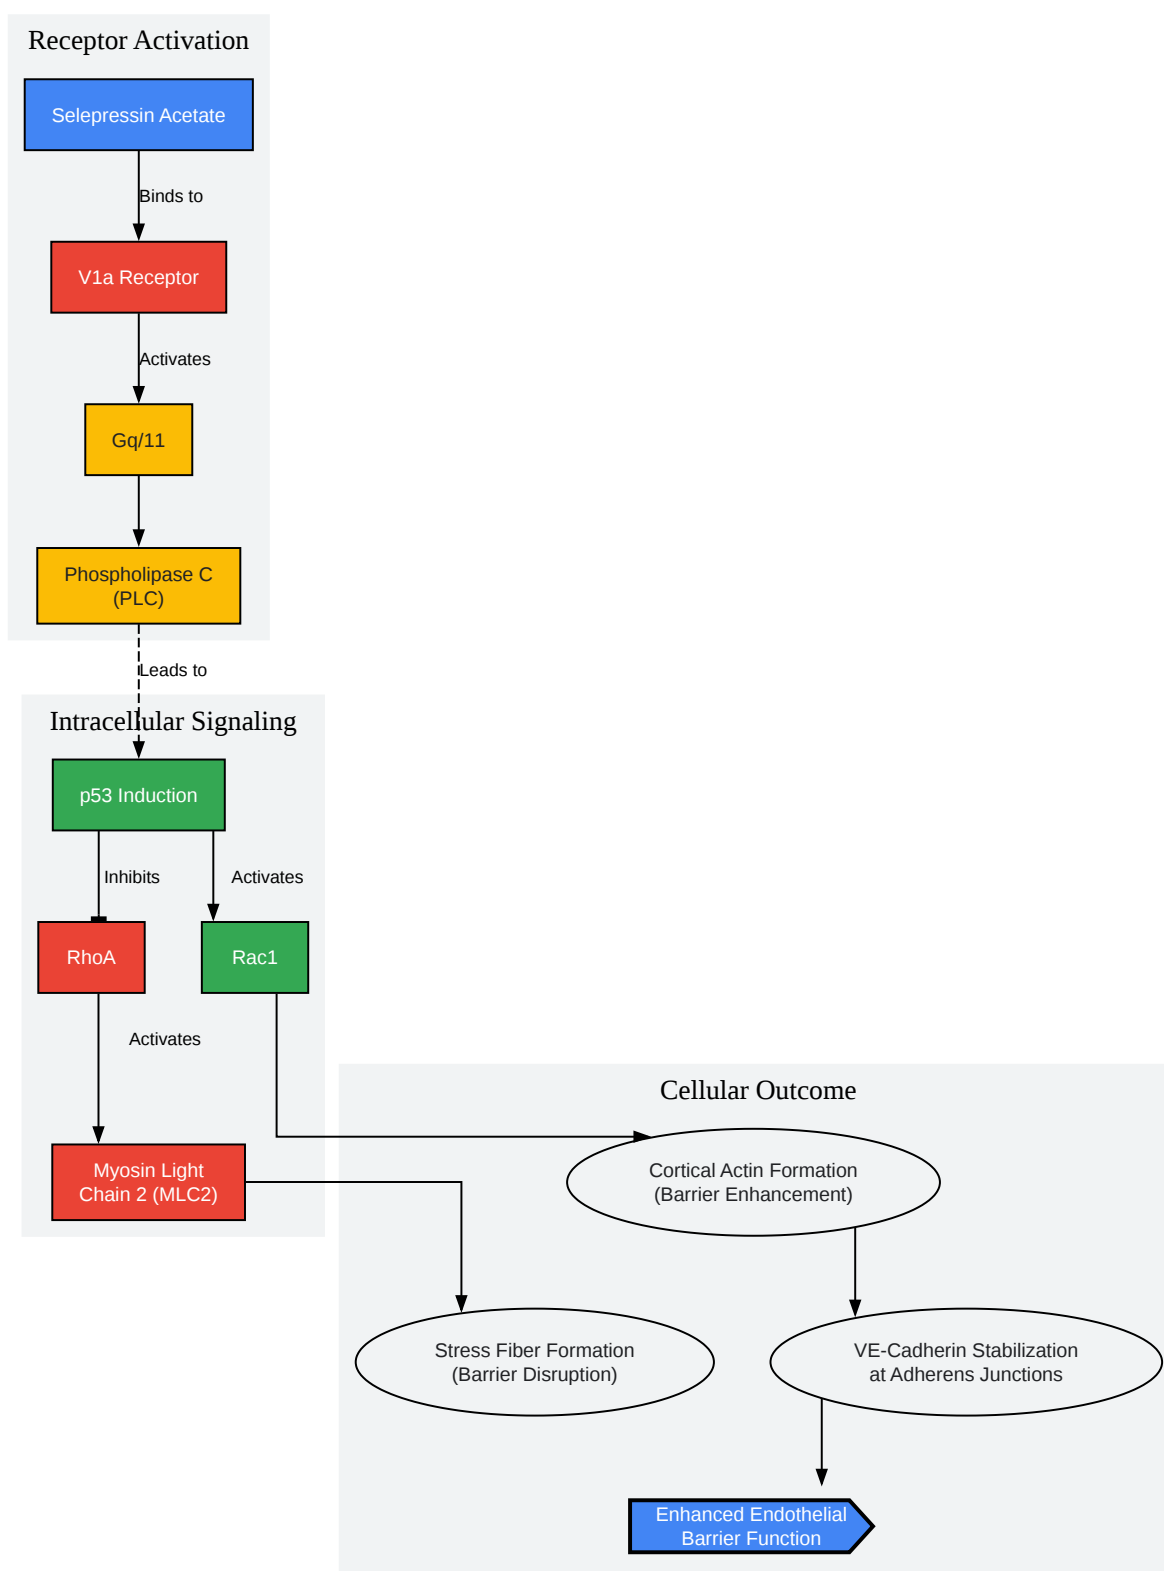 Receptor Activation
Selepressin Acetate
Binds to
V1a Receptor
Activates
Gq/11
Phospholipase C
(PLC)
Leads to
Intracellular Signaling
p53 Induction
Inhibits
Activates
RhoA
Rac1
Activates
Myosin Light
Chain 2 (MLC2)
Cellular Outcome
Cortical Actin Formation
(Barrier Enhancement)
Stress Fiber Formation
(Barrier Disruption)
VE-Cadherin Stabilization
at Adherens Junctions
Enhanced Endothelial
Barrier Function